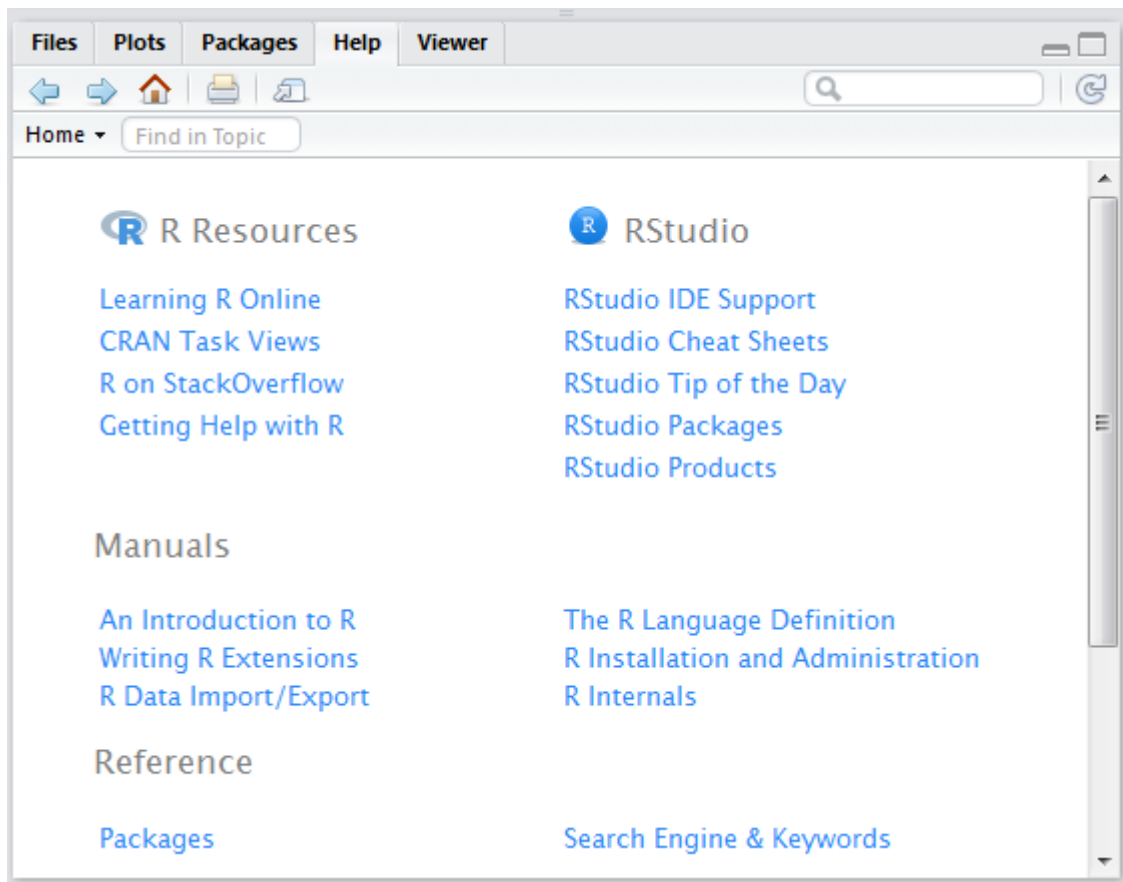 Files Plots Packages Help Viewer
Home Find in Topic
R R Resources
R RStudio
Learning R Online
CRAN Task Views
R on StackOverflow
Getting Help with R
RStudio IDE Support
RStudio Cheat Sheets
RStudio Tip of the Day
RStudio Packages
RStudio Products
Manuals
An Introduction to R
Writing R Extensions
R Data Import/Export
The R Language Definition
R Installation and Administration
R Internals
Reference
Packages
Search Engine & Keywords